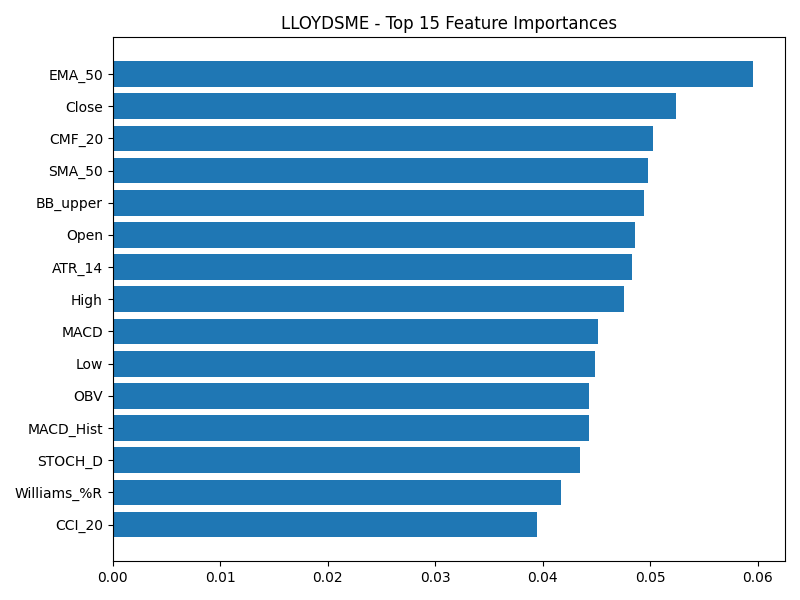 LLOYDSME - Top 15 Feature Importances
EMA_50
Close
CMF_20
SMA_50
BB_upper
Open
ATR_14
High
MACD
Low
OBV
MACD_Hist
STOCH_D
Williams_%R
CCI_20
0.00 0.01 0.02 0.03 0.04 0.05 0.06